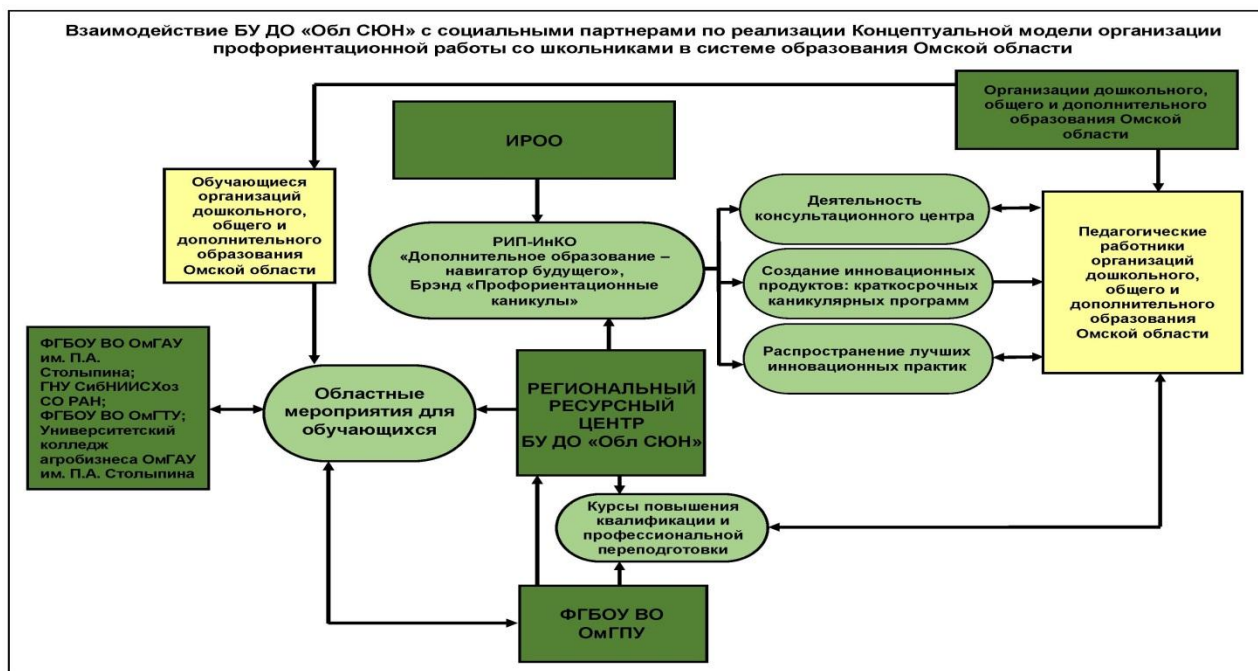 Взаимодействие БУ ДО «Обл СЮН» с социальными партнерами по реализации Концептуальной модели организации
профориентационной работы со школьниками в системе образования Омской области
Организации дошкольного,
общего и дополнительного
образования Омской
области
ИРОО
Обучающиеся
организаций
дошкольного,
общего и
дополнительного
образования
Омской области
РИП-ИнКО
«Дополнительное образование –
навигатор будущего»,
Брэнд «Профориентационные
каникулы»
Деятельность
консультационного центра
Создание инновационных
продуктов: краткосрочных
каникулярных программ
Распространение лучших
инновационных практик
Педагогические
работники
организаций
дошкольного,
общего и
дополнительного
образования
Омской области
ФГБОУ ВО ОмГАУ
им. П.А.
Столыпина;
ГНУ СибНИИСХоз
СО РАН;
ФГБОУ ВО ОмГТУ;
Университетский
колледж
агробизнеса ОмГАУ
им. П.А. Столыпина
Областные
мероприятия для
обучающихся
РЕГИОНАЛЬНЫЙ
РЕСУРСНЫЙ
ЦЕНТР
БУ ДО «Обл СЮН»
Курсы повышения
квалификации и
профессиональной
переподготовки
ФГБОУ ВО
ОмГПУ